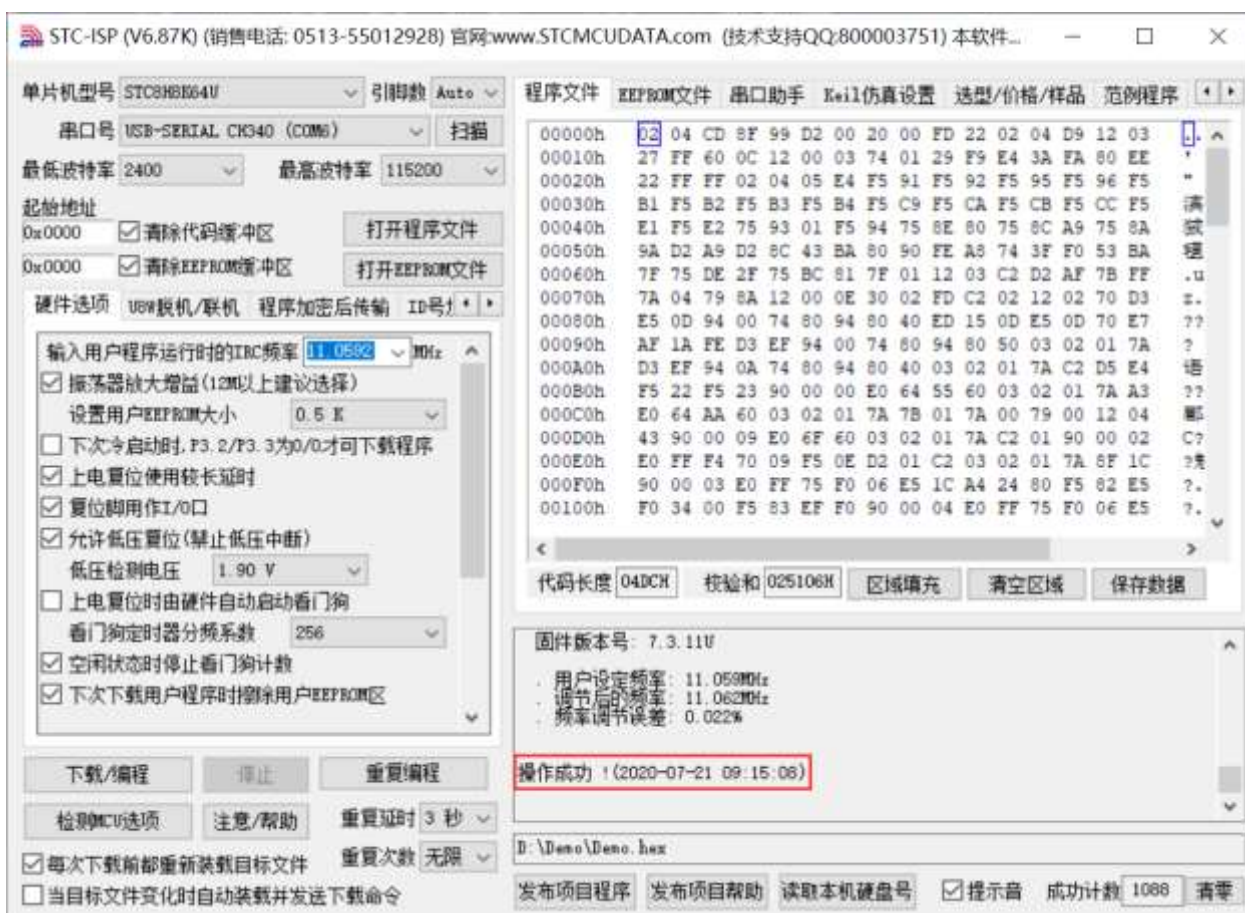 STC-ISP (V6.87K) (销售电话: 0513-55012928) 官网:www.STCMCUDATA.com (技术支持QQ:800003751) 本软件...
单片机型号 STC8H8K64U 引脚数 Auto
串口号 USB-SERIAL CH340 (COM6) 扫描
最低波特率 2400 最高波特率 115200
起始地址
0x0000 清除代码缓冲区 打开程序文件
0x0000 清除EEPROM缓冲区 打开EEPROM文件
硬件选项 U8W脱机/联机 程序加密后传输 ID号
输入用户程序运行时的IRC频率 11.0592 MHz
振荡器放大增益(12M以上建议选择)
设置用户EEPROM大小 0.5 K
下次冷启动时,P3.2/P3.3为0/0才可下载程序
上电复位使用较长延时
复位脚用作I/O口
允许低压复位(禁止低压中断)
低压检测电压 1.90 V
上电复位时由硬件自动启动看门狗
看门狗定时器分频系数 256
空闲状态时停止看门狗计数
下次下载用户程序时擦除用户EEPROM区
下载/编程 停止 重复编程
检测MCU选项 注意/帮助 重复延时 3 秒
每次下载前都重新装载目标文件 重复次数 无限
当目标文件变化时自动装载并发送下载命令
程序文件 EEPROM文件 串口助手 Keil仿真设置 选型/价格/样品 范例程序
00000h 02 04 CD 8F 99 D2 00 20 00 FD 22 02 04 D9 12 03
00010h 27 FF 60 0C 12 00 03 74 01 29 F9 E4 3A FA 80 EE
00020h 22 FF FF 02 04 05 E4 F5 91 F5 92 F5 95 F5 96 F5
00030h B1 F5 B2 F5 B3 F5 B4 F5 C9 F5 CA F5 CB F5 CC F5
00040h E1 F5 E2 75 93 01 F5 94 75 8E 80 75 8C A9 75 8A
00050h 9A D2 A9 D2 8C 43 BA 80 90 FE A8 74 3F F0 53 BA
00060h 7F 75 DE 2F 75 BC 81 7F 01 12 03 C2 D2 AF 7B FF .u
00070h 7A 04 79 8A 12 00 0E 30 02 FD C2 02 12 02 70 D3 z.
00080h E5 0D 94 00 74 80 94 80 40 ED 15 0D E5 0D 70 E7 ??
00090h AF 1A FE D3 EF 94 00 74 80 94 80 50 03 02 01 7A ?
000A0h D3 EF 94 0A 74 80 94 80 40 03 02 01 7A C2 D5 E4 语
000B0h F5 22 F5 23 90 00 00 E0 64 55 60 03 02 01 7A A3 ??
000C0h E0 64 AA 60 03 02 01 7A 7B 01 7A 00 79 00 12 04
000D0h 43 90 00 09 E0 6F 60 03 02 01 7A C2 01 90 00 02 C?
000E0h E0 FF F4 70 09 F5 0E D2 01 C2 03 02 01 7A 8F 1C
000F0h 90 00 03 E0 FF 75 F0 06 E5 1C A4 24 80 F5 82 E5 ?.
00100h F0 34 00 F5 83 EF F0 90 00 04 E0 FF 75 F0 06 E5 ?.
代码长度 04DCH 校验和 025106H 区域填充 清空区域 保存数据
固件版本号: 7.3.11U
. 用户设定频率: 11.059MHz
. 调节后的频率: 11.062MHz
. 频率调节误差: 0.022%
操作成功 !(2020-07-21 09:15:08)
D:\Demo\Demo.hex
发布项目程序 发布项目帮助 读取本机硬盘号 提示音 成功计数 1088 清零